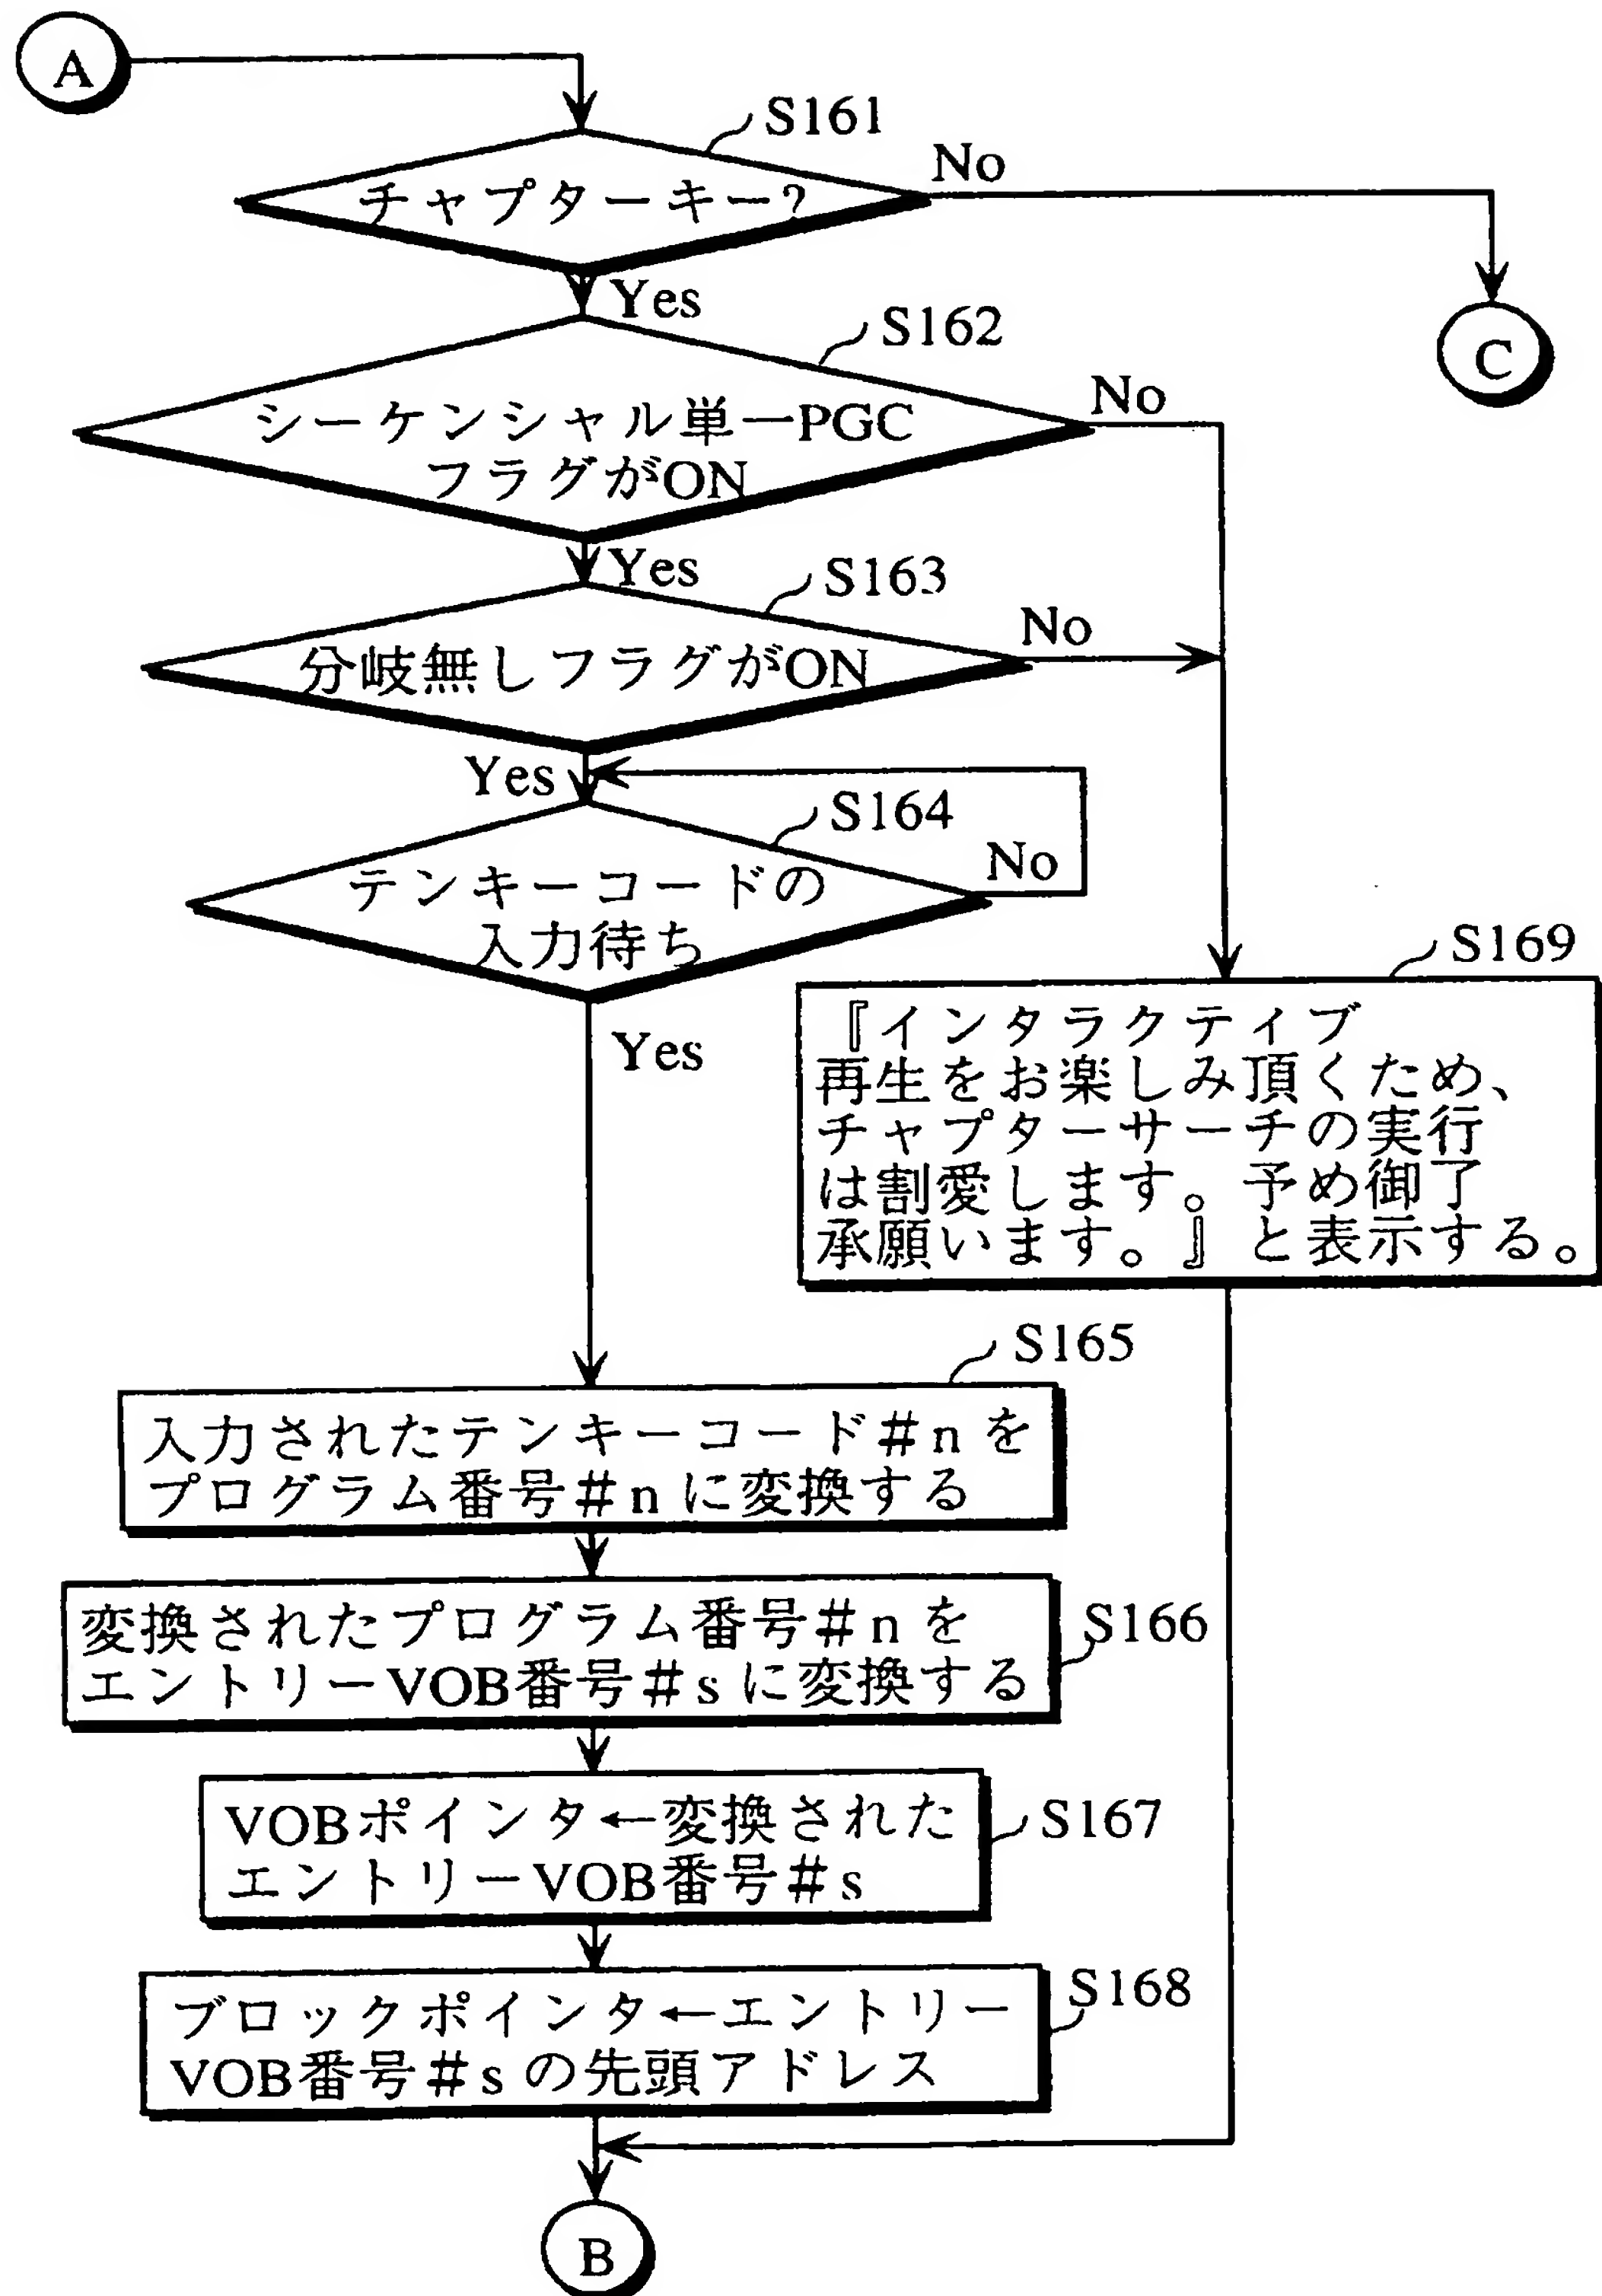 A
S161
チャプターキー?
No
Yes
C
S162
シーケンシャル単一PGC
フラグがON
No
Yes
S163
分岐無しフラグがON
No
Yes
S164
テンキーコードの
入力待ち
No
Yes
S169
『インタラクティブ
再生をお楽しみ頂くため、
チャプターサーチの実行
は割愛します。予め御了
承願います。』と表示する。
S165
入力されたテンキーコード#nを
プログラム番号#nに変換する
S166
変換されたプログラム番号#nを
エントリーVOB番号#sに変換する
S167
VOBポインタ←変換された
エントリーVOB番号#s
S168
ブロックポインタ←エントリー
VOB番号#sの先頭アドレス
B